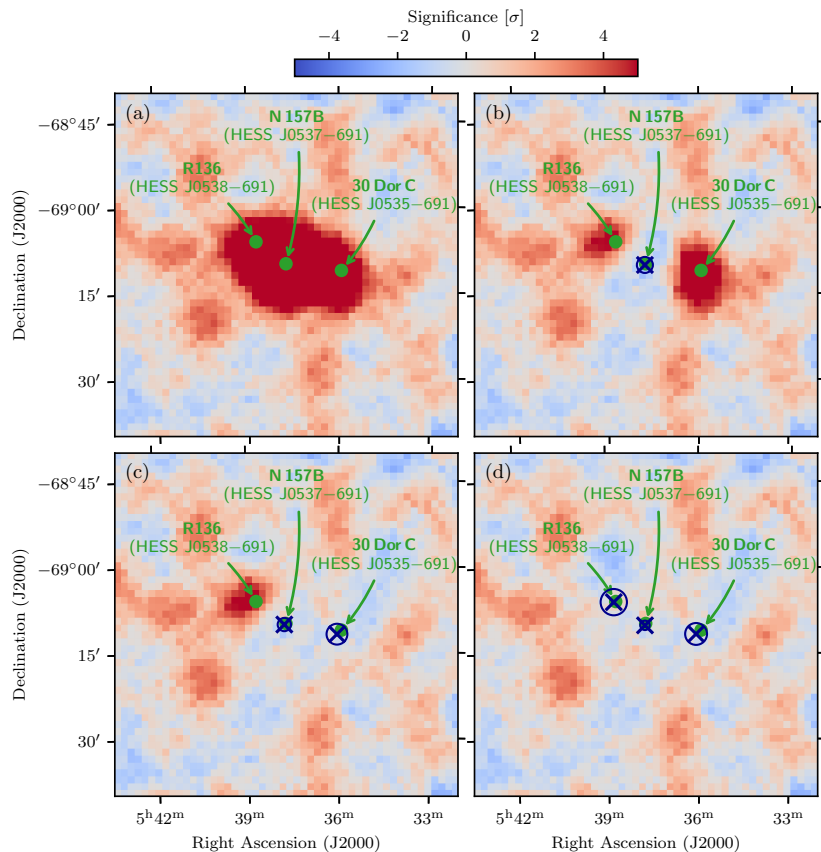 Significance [σ]
−4 −2 0 2 4
(a)
N 157B
(HESS J0537−691)
R136
(HESS J0538−691)
30 Dor C
(HESS J0535−691)
(b)
N 157B
(HESS J0537−691)
R136
(HESS J0538−691)
30 Dor C
(HESS J0535−691)
−68°45′
−69°00′
15′
30′
Declination (J2000)
(c)
N 157B
(HESS J0537−691)
R136
(HESS J0538−691)
30 Dor C
(HESS J0535−691)
(d)
N 157B
(HESS J0537−691)
R136
(HESS J0538−691)
30 Dor C
(HESS J0535−691)
−68°45′
−69°00′
15′
30′
Declination (J2000)
5ʰ42ᵐ 39ᵐ 36ᵐ 33ᵐ
Right Ascension (J2000)
5ʰ42ᵐ 39ᵐ 36ᵐ 33ᵐ
Right Ascension (J2000)